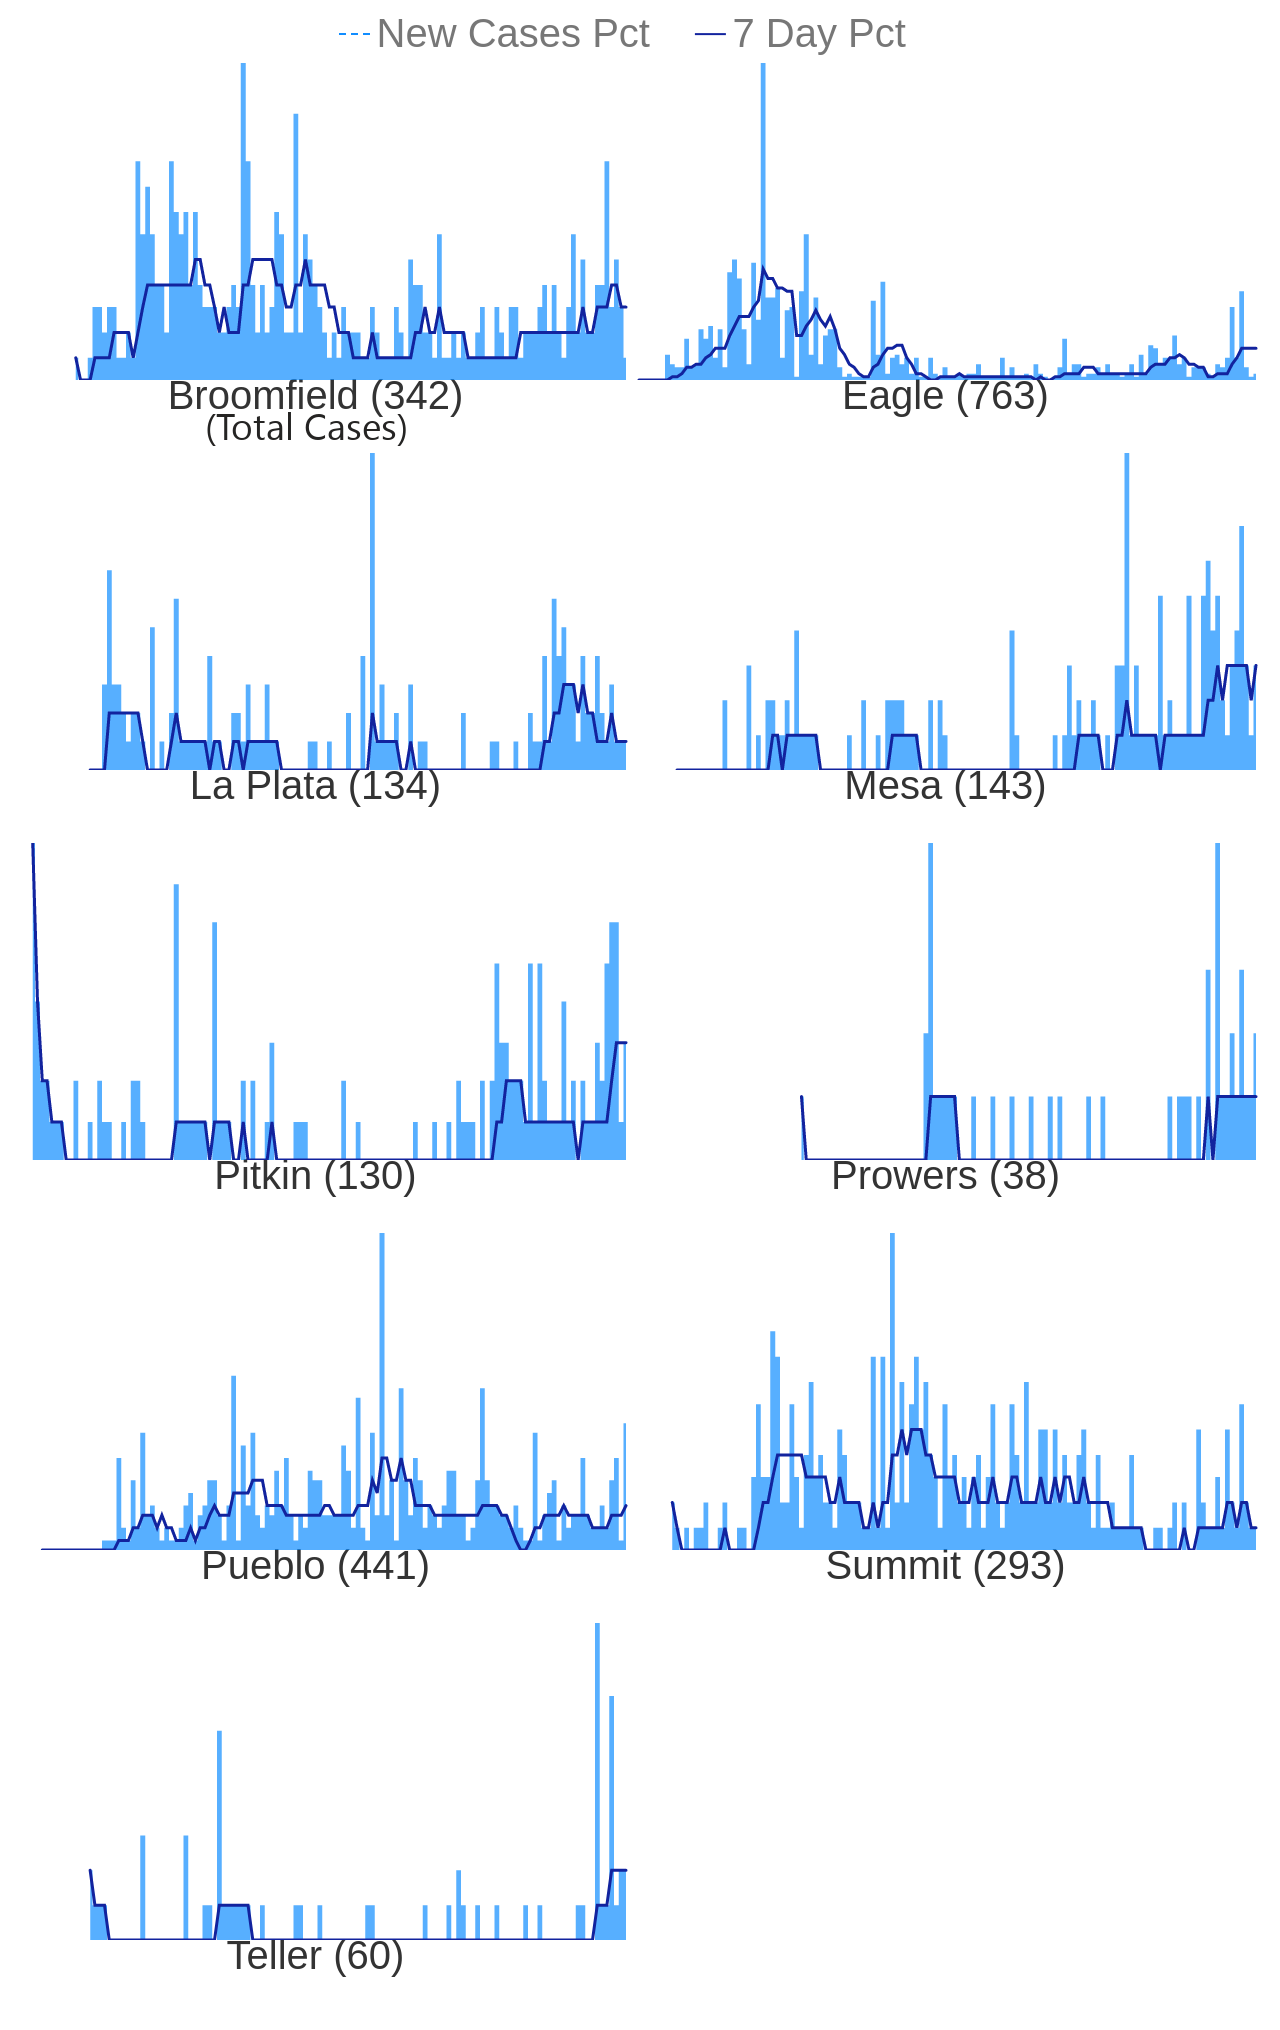 New Cases Pct 7 Day Pct
Broomfield (342) Eagle (763)
(Total Cases)
La Plata (134) Mesa (143)
Pitkin (130) Prowers (38)
Pueblo (441) Summit (293)
Teller (60)